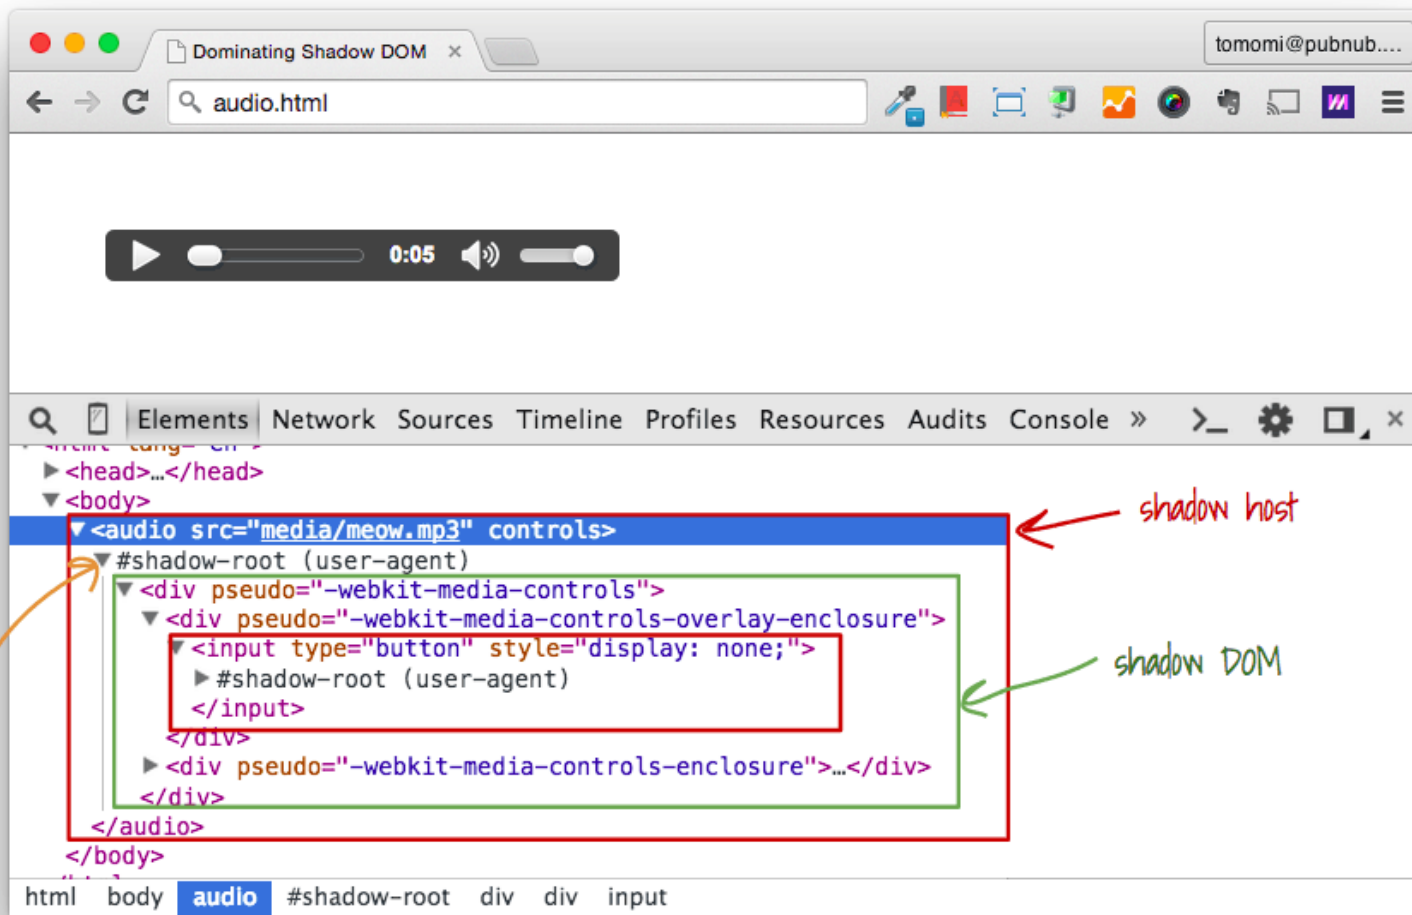 Dominating Shadow DOM
tomomi@pubnub....
audio.html
0:05
Elements Network Sources Timeline Profiles Resources Audits Console »
<html lang="en">
<head>…</head>
<body>
<audio src="media/meow.mp3" controls>
shadow host
#shadow-root (user-agent)
<div pseudo="-webkit-media-controls">
<div pseudo="-webkit-media-controls-overlay-enclosure">
<input type="button" style="display: none;">
shadow DOM
#shadow-root (user-agent)
</input>
</div>
<div pseudo="-webkit-media-controls-enclosure">…</div>
</div>
</audio>
</body>
html body audio #shadow-root div div input